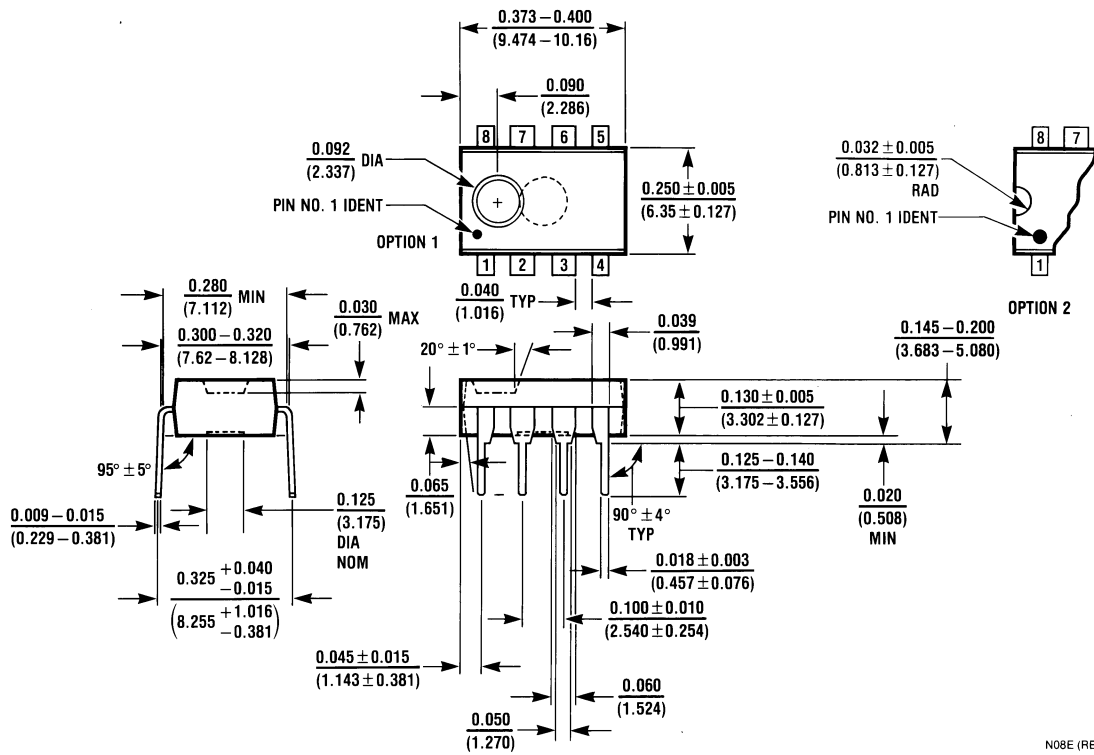 0.373 – 0.400
(9.474 – 10.16)
0.090
(2.286)
8 7 6 5
0.092
(2.337) DIA
PIN NO. 1 IDENT
OPTION 1
0.250 ± 0.005
(6.35 ± 0.127)
1 2 3 4
8 7
0.032 ± 0.005
(0.813 ± 0.127)
RAD
PIN NO. 1 IDENT
1
OPTION 2
0.280
(7.112) MIN
0.030
(0.762) MAX
0.300 – 0.320
(7.62 – 8.128)
0.040
(1.016) TYP
0.039
(0.991)
0.145 – 0.200
(3.683 – 5.080)
20° ± 1°
0.130 ± 0.005
(3.302 ± 0.127)
95° ± 5°
0.065
(1.651)
0.125 – 0.140
(3.175 – 3.556)
0.020
(0.508)
MIN
90° ± 4°
TYP
0.009 – 0.015
(0.229 – 0.381)
0.125
(3.175)
DIA
NOM
0.018 ± 0.003
(0.457 ± 0.076)
0.325 +0.040
–0.015
(8.255 +1.016
–0.381)
0.100 ± 0.010
(2.540 ± 0.254)
0.045 ± 0.015
(1.143 ± 0.381)
0.060
(1.524)
0.050
(1.270)
N08E (RE